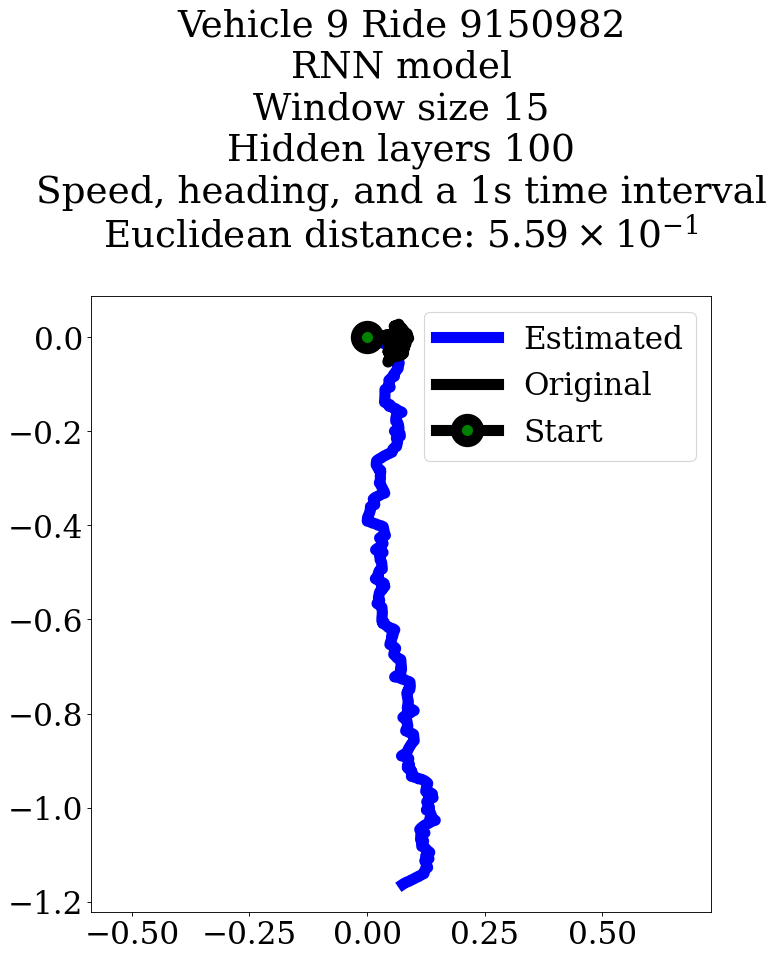 Vehicle 9 Ride 9150982
RNN model
Window size 15
Hidden layers 100
Speed, heading, and a 1s time interval
Euclidean distance: 5.59 × 10⁻¹
Estimated
Original
Start
0.0
−0.2
−0.4
−0.6
−0.8
−1.0
−1.2
−0.50 −0.25 0.00 0.25 0.50